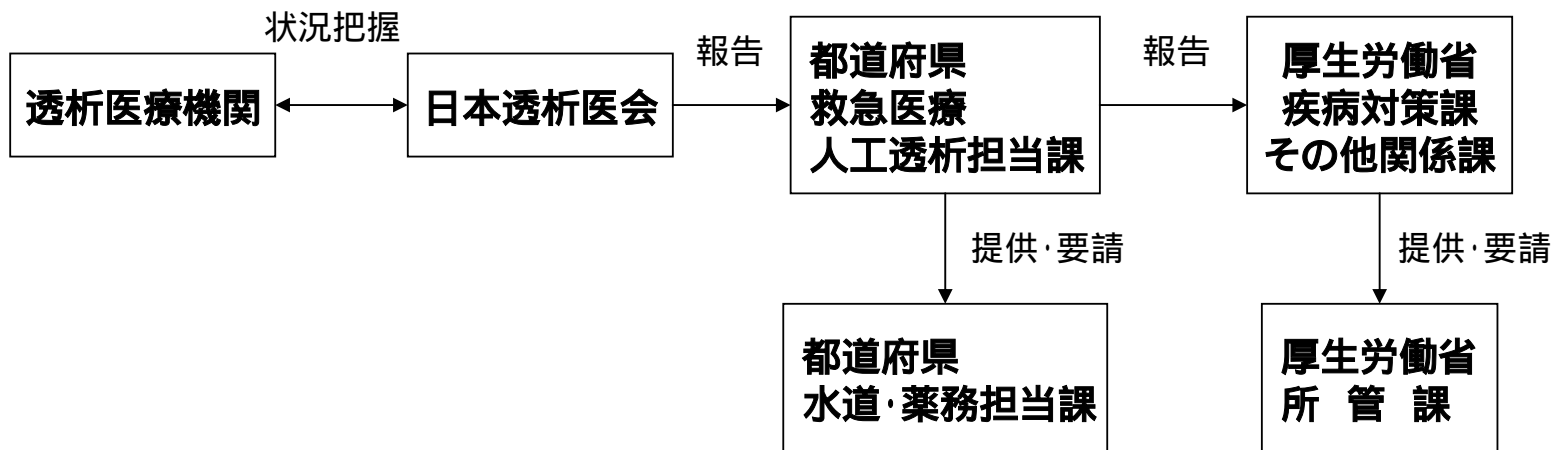 状況把握
透析医療機関
日本透析医会
報告
都道府県
救急医療
人工透析担当課
報告
厚生労働省
疾病対策課
その他関係課
提供・要請
提供・要請
都道府県
水道・薬務担当課
厚生労働省
所 管 課